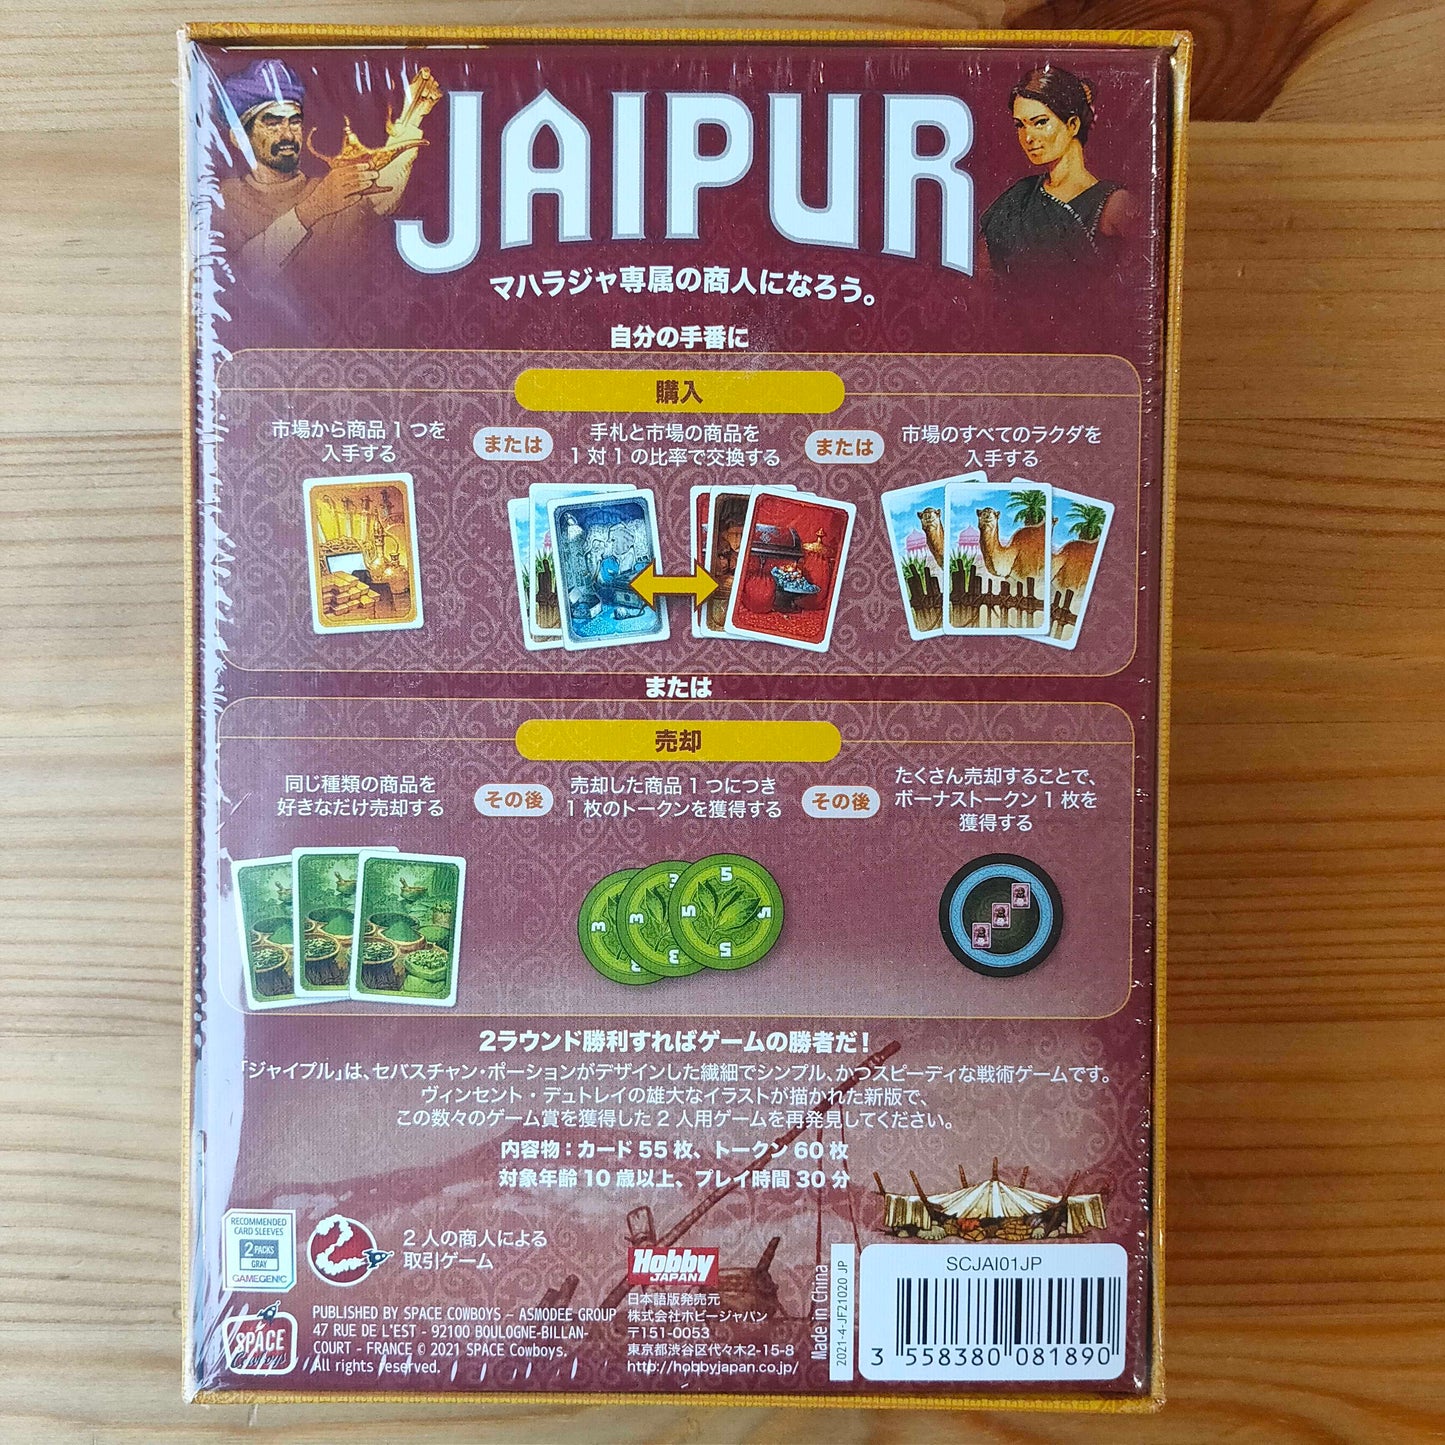 JAIPUR
マハラジャ専属の商人になろう。
自分の手番に
購入
市場から商品1つを
入手する
または
手札と市場の商品を
1対1の比率で交換する
または
市場のすべてのラクダを
入手する
または
売却
同じ種類の商品を
好きなだけ売却する
その後
売却した商品1つにつき
1枚のトークンを獲得する
その後
たくさん売却することで、
ボーナストークン1枚を
獲得する
3
3
3
5
5
5
5
2ラウンド勝利すればゲームの勝者だ！
「ジャイプル」は、セバスチャン・ポーションがデザインした繊細でシンプル、かつスピーディな戦術ゲームです。
ヴィンセント・デュトレイの雄大なイラストが描かれた新版で、
この数々のゲーム賞を獲得した2人用ゲームを再発見してください。
内容物：カード55枚、トークン60枚
対象年齢10歳以上、プレイ時間30分
RECOMMENDED
CARD SLEEVES
2 PACKS
GRAY
GAMEGENIC
2
2人の商人による
取引ゲーム
SPACE
Cowboys
PUBLISHED BY SPACE COWBOYS – ASMODEE GROUP
47 RUE DE L'EST - 92100 BOULOGNE-BILLAN-
COURT - FRANCE © 2021 SPACE Cowboys.
All rights reserved.
Hobby
JAPAN
日本語版発売元
株式会社ホビージャパン
〒151-0053
東京都渋谷区代々木2-15-8
http://hobbyjapan.co.jp/
Made in China
2021-4-JF21020 JP
SCJAI01JP
3 558380 081890